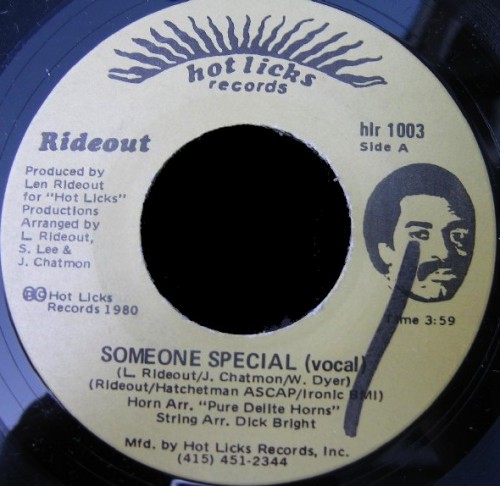 hot licks
records
Rideout
hlr 1003
Side A
Produced by
Len Rideout
for "Hot Licks"
Productions
Arranged by
L. Rideout,
S. Lee &
J. Chatmon
Ⓟ©Hot Licks
Records 1980
Time 3:59
SOMEONE SPECIAL (vocal)
(L. Rideout/J. Chatmon/W. Dyer)
(Rideout/Hatchetman ASCAP/Ironic BMI)
Horn Arr. "Pure Delite Horns"
String Arr. Dick Bright
Mfd. by Hot Licks Records, Inc.
(415) 451-2344